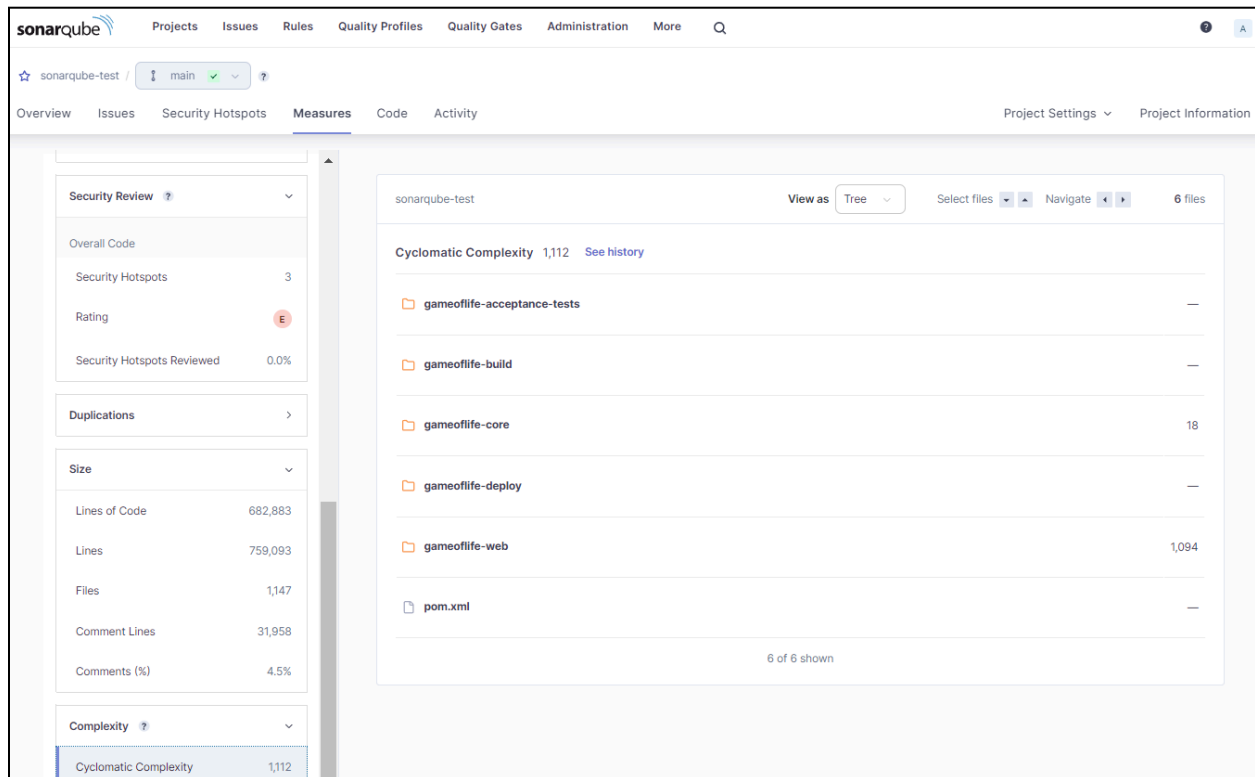 sonarqube Projects Issues Rules Quality Profiles Quality Gates Administration More ? A
sonarqube-test / main ?
Overview Issues Security Hotspots Measures Code Activity Project Settings Project Information
Security Review ?
Overall Code
Security Hotspots 3
Rating E
Security Hotspots Reviewed 0.0%
Duplications
Size
Lines of Code 682,883
Lines 759,093
Files 1,147
Comment Lines 31,958
Comments (%) 4.5%
Complexity ?
Cyclomatic Complexity 1,112
sonarqube-test View as Tree Select files Navigate 6 files
Cyclomatic Complexity 1,112 See history
gameoflife-acceptance-tests —
gameoflife-build —
gameoflife-core 18
gameoflife-deploy —
gameoflife-web 1,094
pom.xml —
6 of 6 shown